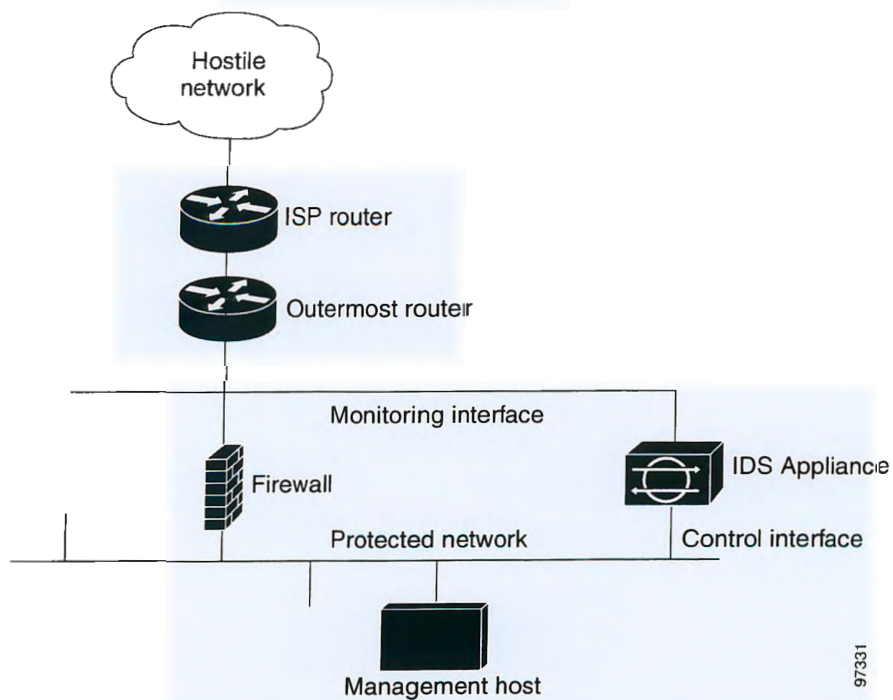 Hostile
network
ISP router
Outermost router
Monitoring interface
Firewall
IDS Appliance
Protected network
Control interface
Management host
97331